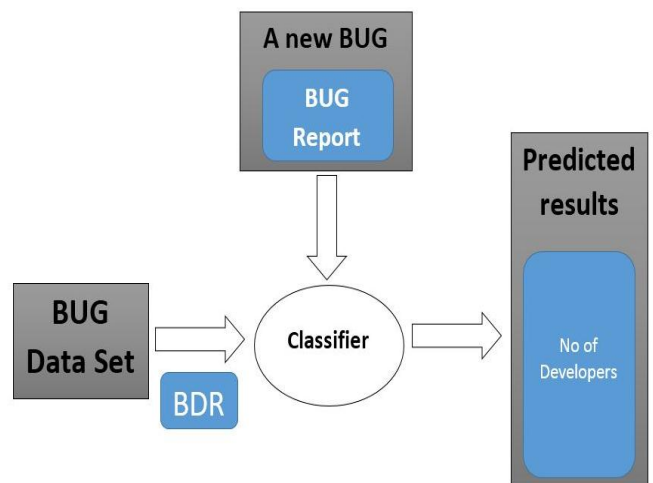 A new BUG
BUG
Report
Predicted
results
BUG
Data Set
Classifier
No of
Developers
BDR